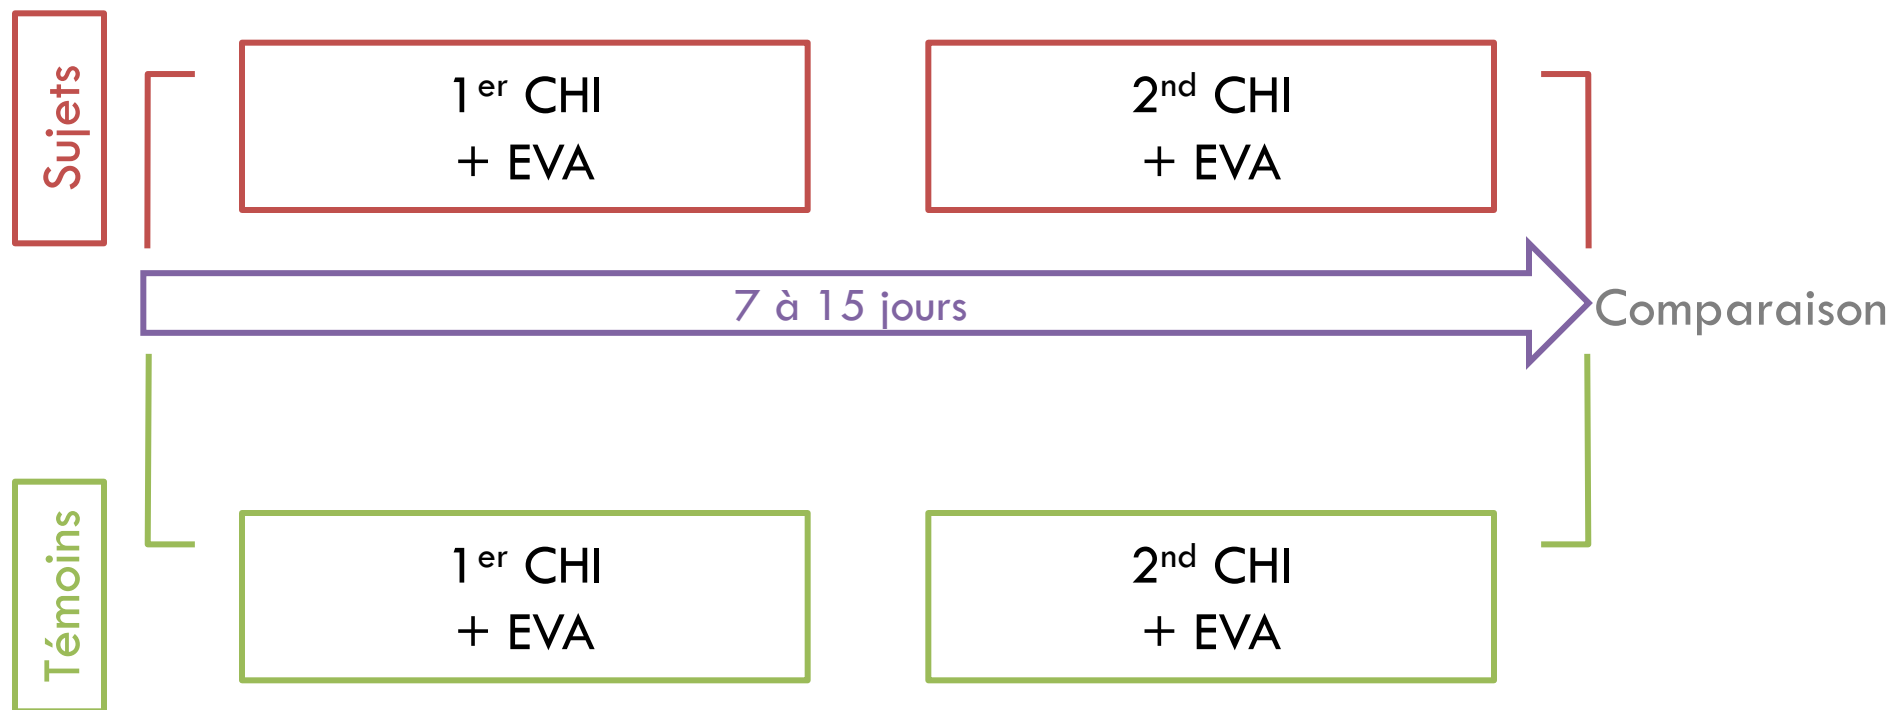 Sujets
1er CHI
+ EVA
2nd CHI
+ EVA
7 à 15 jours
Comparaison
Témoins
1er CHI
+ EVA
2nd CHI
+ EVA